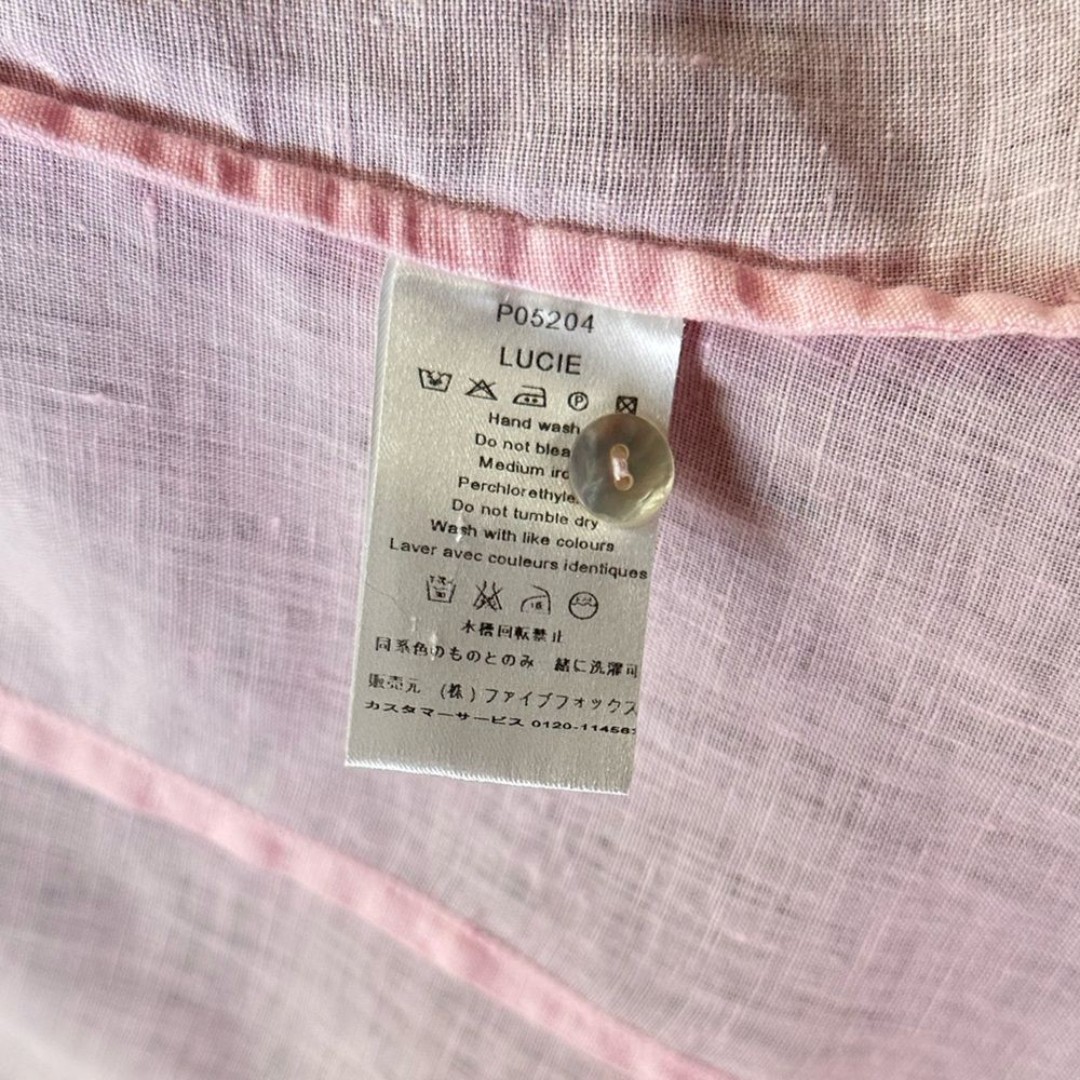 P05204
LUCIE
P
Hand wash
Do not blea
Medium iro
Perchlorethyle
Do not tumble dry
Wash with like colours
Laver avec couleurs identiques
水槽回転禁止
同系色のものとのみ 緒に洗濯可
販売元 (株)ファイブフォックス
カスタマーサービス 0120-11456